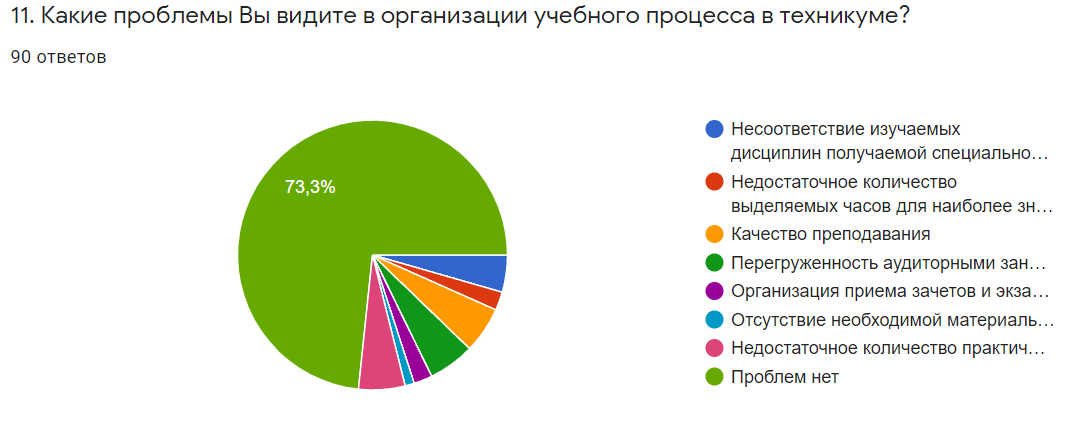 11. Какие проблемы Вы видите в организации учебного процесса в техникуме?
90 ответов
73,3%
Несоответствие изучаемых
дисциплин получаемой специально…
Недостаточное количество
выделяемых часов для наиболее зн…
Качество преподавания
Перегруженность аудиторными зан…
Организация приема зачетов и экза…
Отсутствие необходимой материаль…
Недостаточное количество практич…
Проблем нет